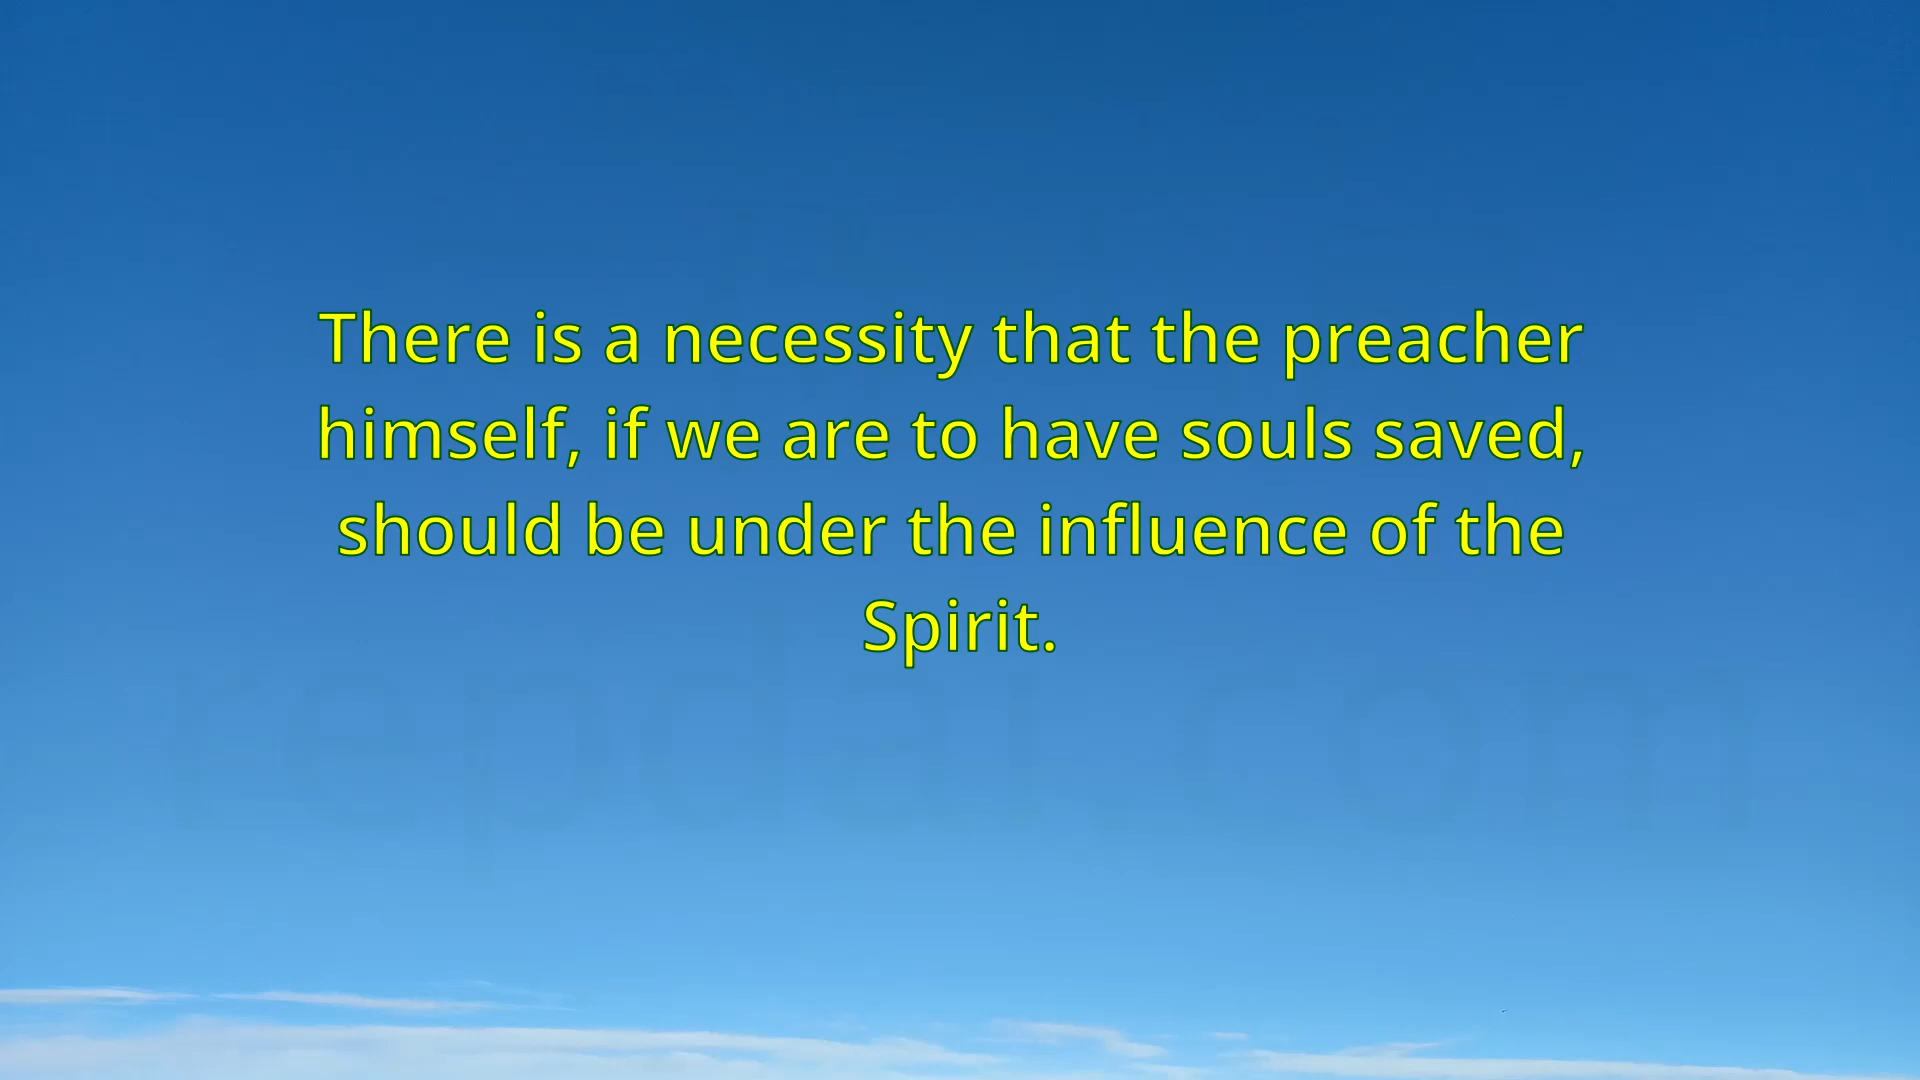 There is a necessity that the preacher
himself, if we are to have souls saved,
should be under the influence of the
Spirit.